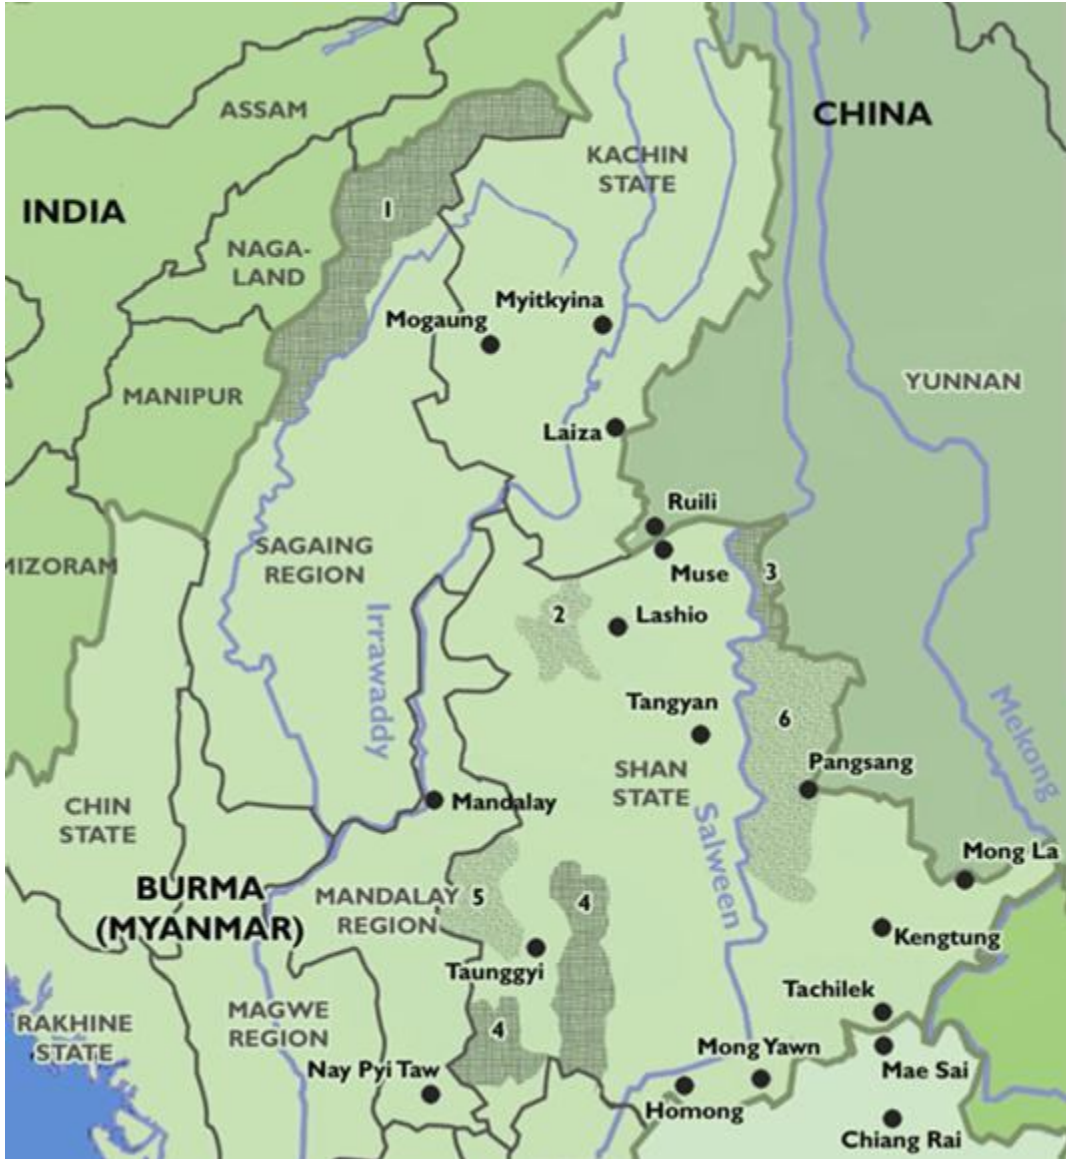 ASSAM
CHINA
KACHIN
STATE
INDIA
1
NAGA-
LAND
Myitkyina
Mogaung
MANIPUR
YUNNAN
Laiza
Ruili
SAGAING
REGION
MIZORAM
Muse
3
2
Lashio
Irrawaddy
Tangyan
6
Mekong
Pangsang
SHAN
STATE
CHIN
STATE
Mandalay
Salween
Mong La
BURMA
(MYANMAR)
MANDALAY
REGION
5
4
Kengtung
Taunggyi
Tachilek
RAKHINE
STATE
MAGWE
REGION
4
Mong Yawn
Nay Pyi Taw
Mae Sai
Homong
Chiang Rai